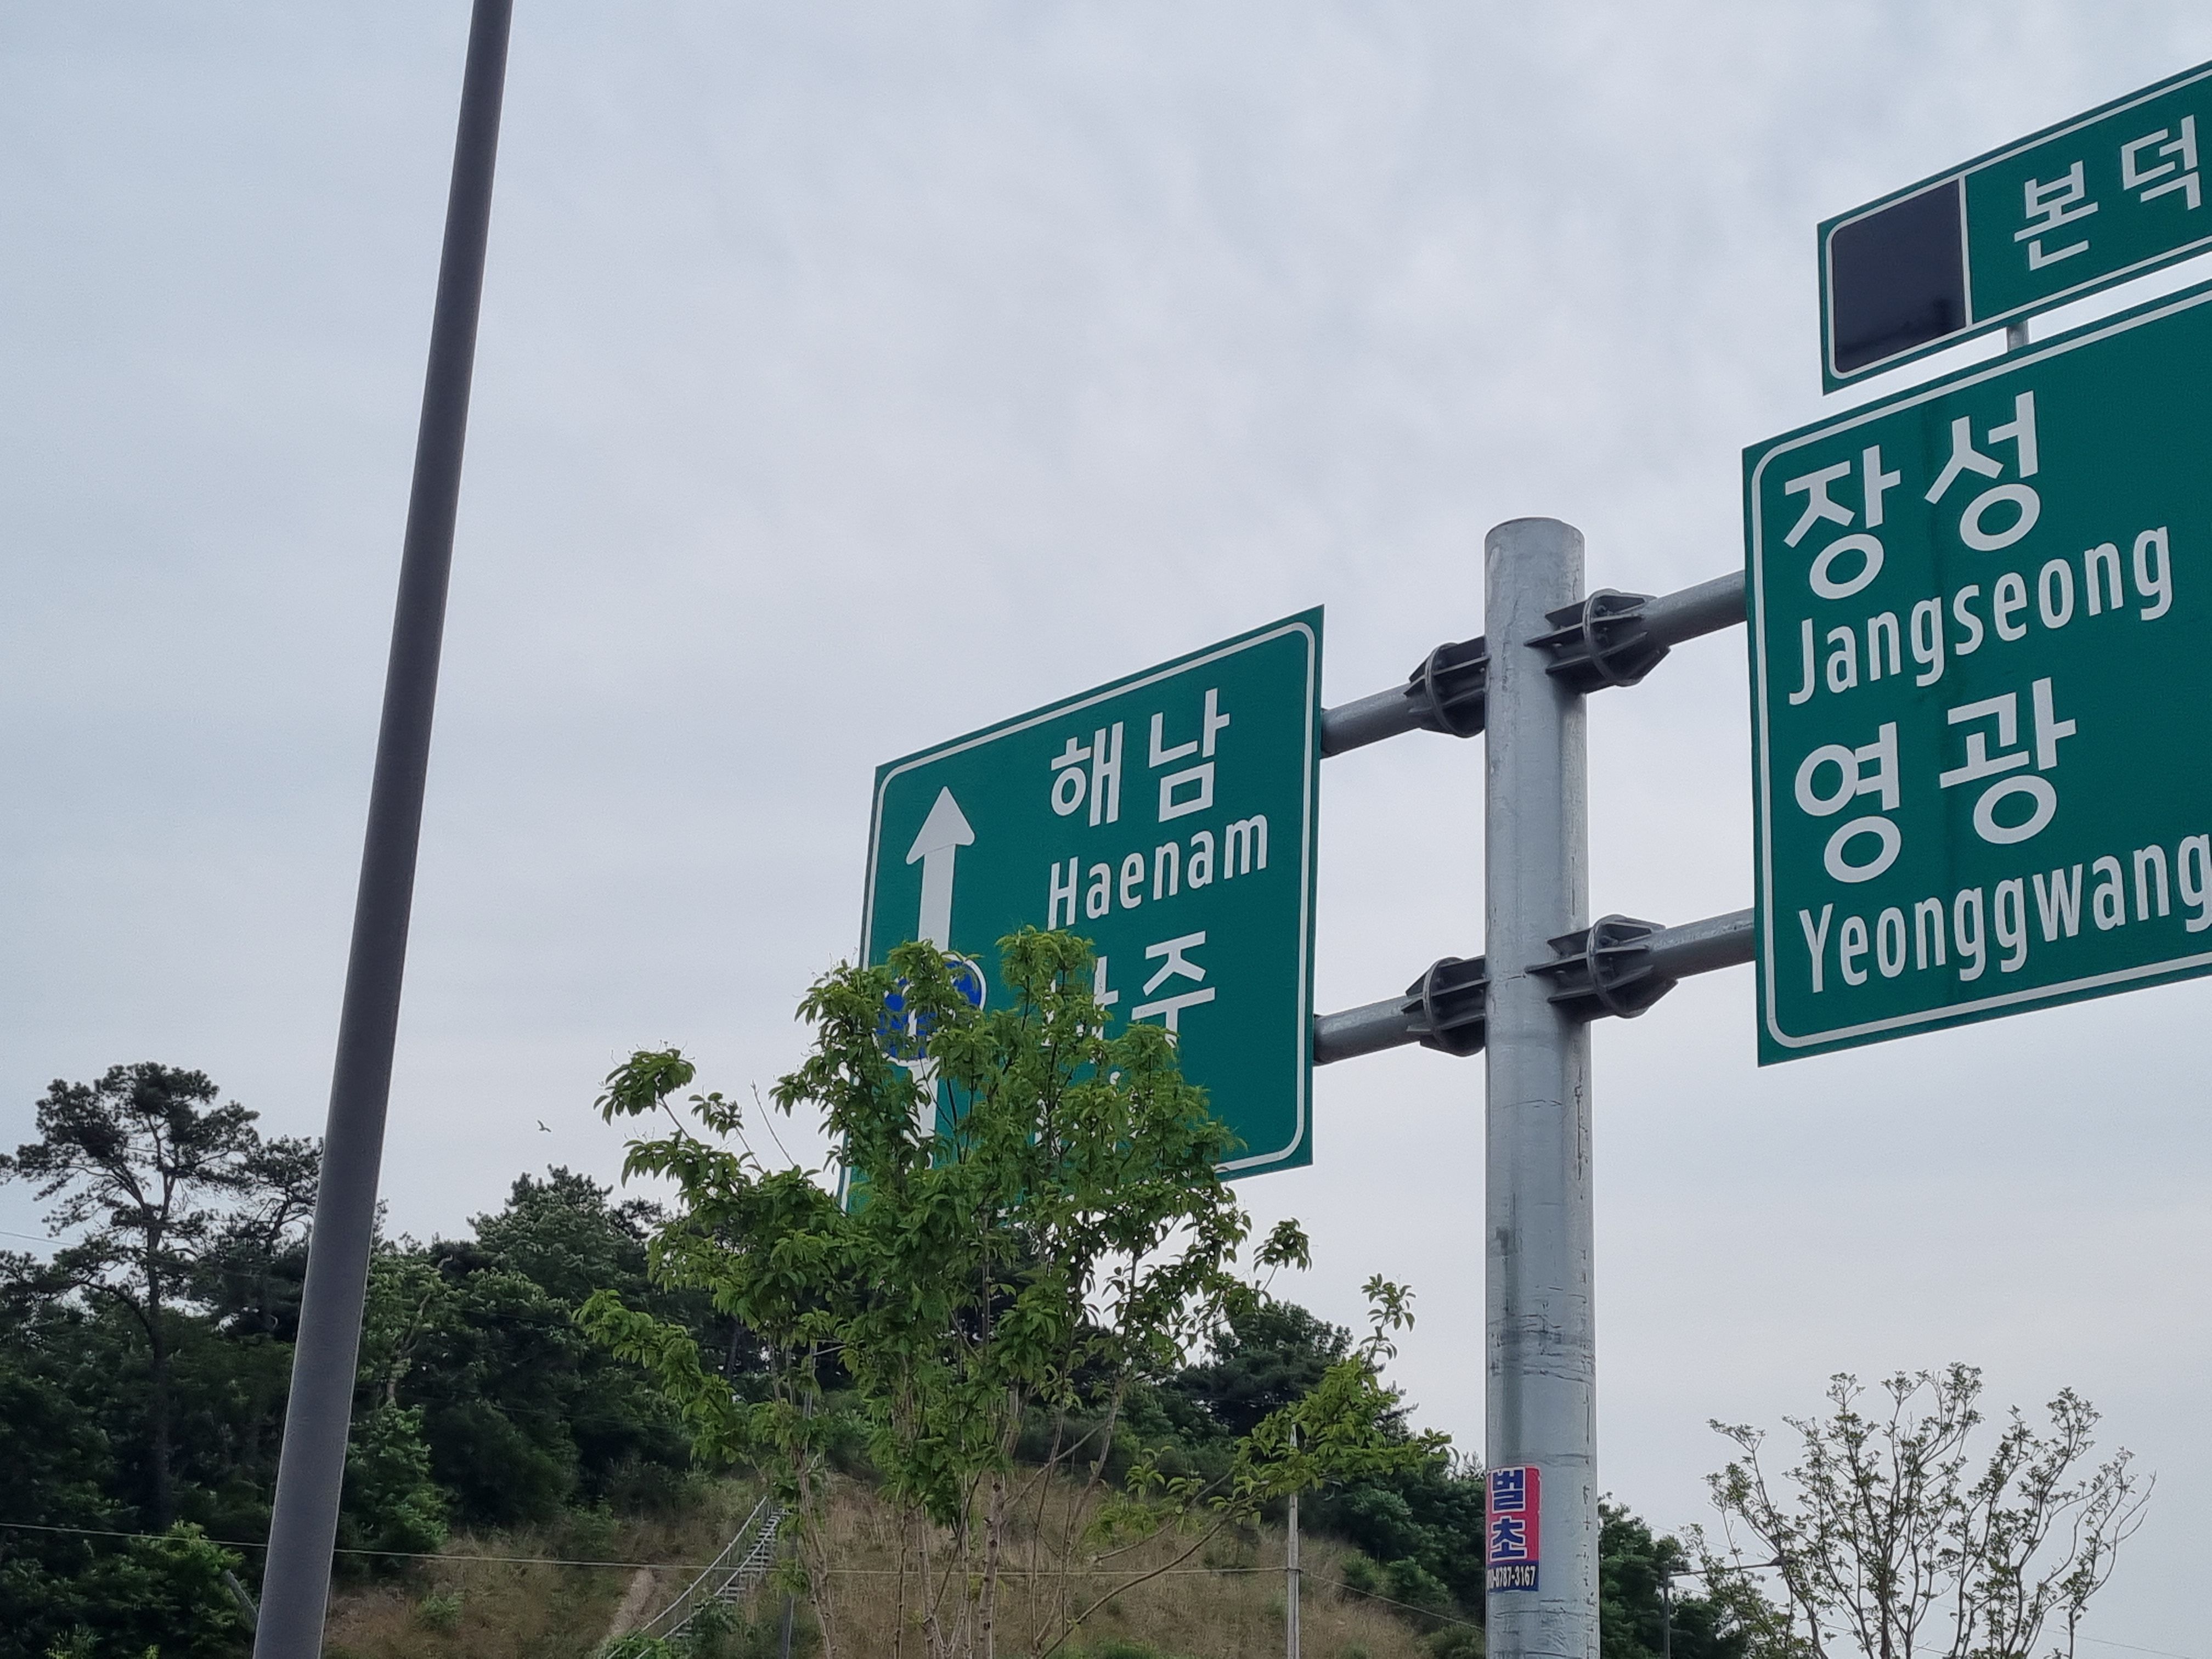 본덕
장성
Jangseong
영광
Yeonggwang
해남
Haenam
벌초